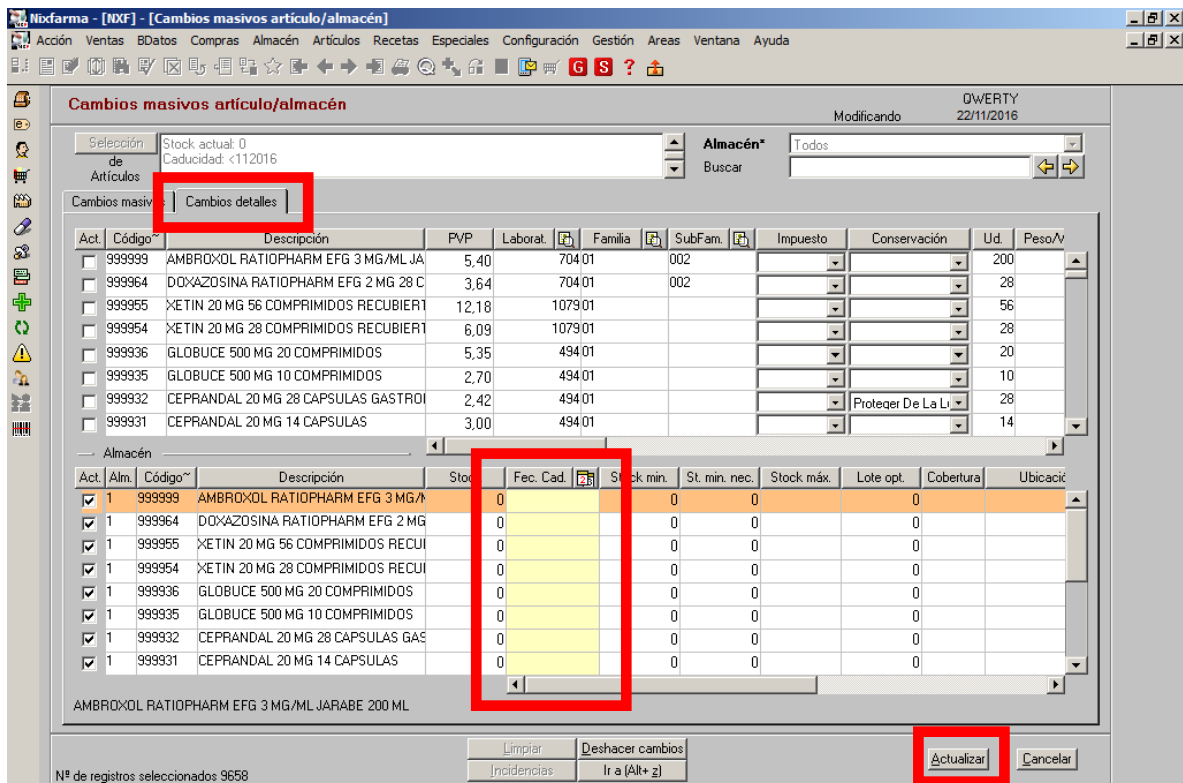 Nixfarma - [NXF] - [Cambios masivos artículo/almacén]
Acción Ventas BDatos Compras Almacén Artículos Recetas Especiales Configuración Gestión Areas Ventana Ayuda
G S ?
Cambios masivos artículo/almacén
QWERTY
Modificando 22/11/2016
Selección
de
Artículos
Stock actual: 0
Caducidad: <112016
Almacén* Todos
Buscar
Cambios masivos Cambios detalles
Act. Código~ Descripción PVP Laborat. Familia SubFam. Impuesto Conservación Ud. Peso/V
999999 AMBROXOL RATIOPHARM EFG 3 MG/ML JA 5,40 704 01 002 200
999964 DOXAZOSINA RATIOPHARM EFG 2 MG 28 C 3,64 704 01 002 28
999955 XETIN 20 MG 56 COMPRIMIDOS RECUBIERT 12,18 1079 01 56
999954 XETIN 20 MG 28 COMPRIMIDOS RECUBIERT 6,09 1079 01 28
999936 GLOBUCE 500 MG 20 COMPRIMIDOS 5,35 494 01 20
999935 GLOBUCE 500 MG 10 COMPRIMIDOS 2,70 494 01 10
999932 CEPRANDAL 20 MG 28 CAPSULAS GASTRO 2,42 494 01 Proteger De La Lu 28
999931 CEPRANDAL 20 MG 14 CAPSULAS 3,00 494 01 14
Almacén
Act. Alm. Código~ Descripción Stoc Fec. Cad. Stock min. St. min. nec. Stock máx. Lote opt. Cobertura Ubicació
1 999999 AMBROXOL RATIOPHARM EFG 3 MG/M 0 0 0 0
1 999964 DOXAZOSINA RATIOPHARM EFG 2 MG 0 0 0 0
1 999955 XETIN 20 MG 56 COMPRIMIDOS RECUI 0 0 0 0
1 999954 XETIN 20 MG 28 COMPRIMIDOS RECUI 0 0 0 0
1 999936 GLOBUCE 500 MG 20 COMPRIMIDOS 0 0 0 0
1 999935 GLOBUCE 500 MG 10 COMPRIMIDOS 0 0 0 0
1 999932 CEPRANDAL 20 MG 28 CAPSULAS GAS 0 0 0 0
1 999931 CEPRANDAL 20 MG 14 CAPSULAS 0 0 0 0
AMBROXOL RATIOPHARM EFG 3 MG/ML JARABE 200 ML
Limpiar Deshacer cambios Actualizar Cancelar
Nª de registros seleccionados 9658 Incidencias Ir a (Alt+ z)